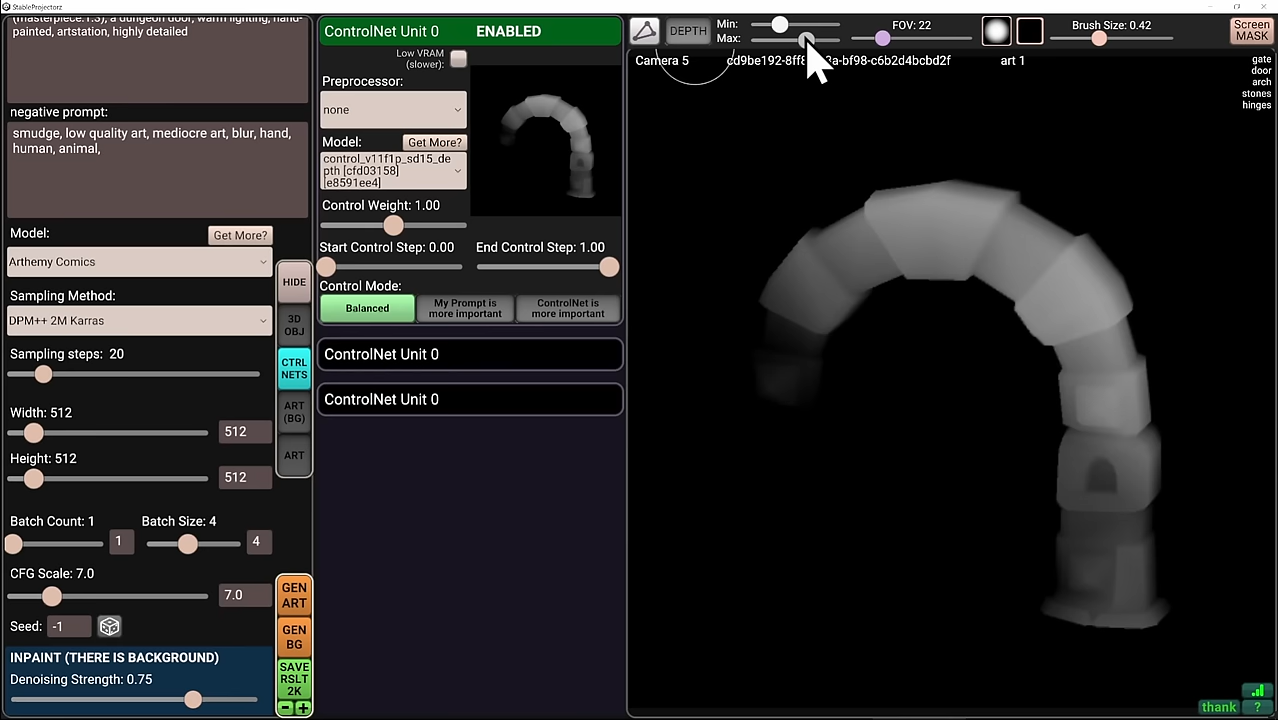 StableProjectorz
(masterpiece:1.3), a dungeon door, warm lighting, hand-
painted, artstation, highly detailed
negative prompt:
smudge, low quality art, mediocre art, blur, hand,
human, animal,
Model:
Get More?
Arthemy Comics
Sampling Method:
DPM++ 2M Karras
Sampling steps: 20
Width: 512
512
Height: 512
512
Batch Count: 1
1
Batch Size: 4
4
CFG Scale: 7.0
7.0
Seed:
-1
INPAINT (THERE IS BACKGROUND)
Denoising Strength: 0.75
HIDE
3D
OBJ
CTRL
NETS
ART
(BG)
ART
GEN
ART
GEN
BG
SAVE
RSLT
2K
ControlNet Unit 0
ENABLED
Low VRAM
(slower):
Preprocessor:
none
Model:
Get More?
control_v11f1p_sd15_de
pth [cfd03158]
[e8591ee4]
Control Weight: 1.00
Start Control Step: 0.00
End Control Step: 1.00
Control Mode:
Balanced
My Prompt is
more important
ControlNet is
more important
ControlNet Unit 0
ControlNet Unit 0
DEPTH
Min:
Max:
FOV: 22
Brush Size: 0.42
Screen
MASK
Camera 5
art 1
gate
door
arch
stones
hinges
thank
?